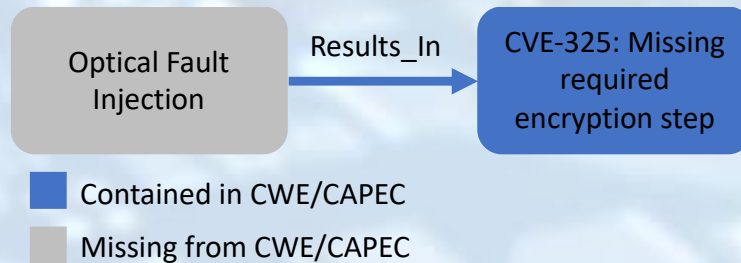 Optical Fault
Injection
Results_In
CVE-325: Missing
required
encryption step
Contained in CWE/CAPEC
Missing from CWE/CAPEC